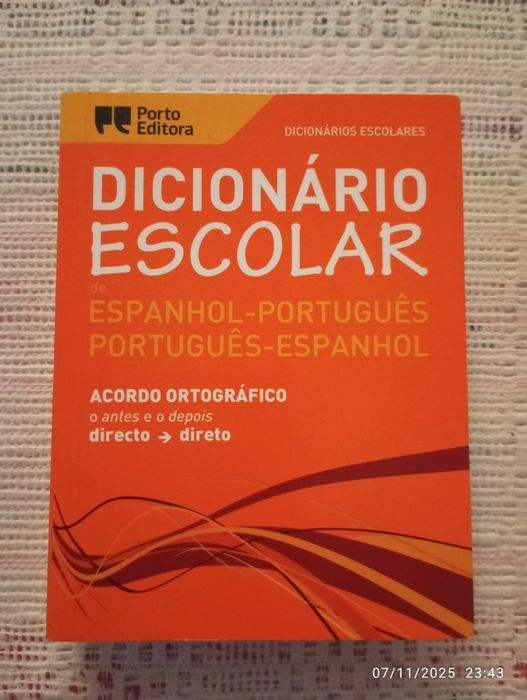 Porto
Editora
DICIONÁRIOS ESCOLARES
DICIONÁRIO
ESCOLAR
de
ESPANHOL-PORTUGUÊS
PORTUGUÊS-ESPANHOL
ACORDO ORTOGRÁFICO
o antes e o depois
directo → direto
07/11/2025 23:43